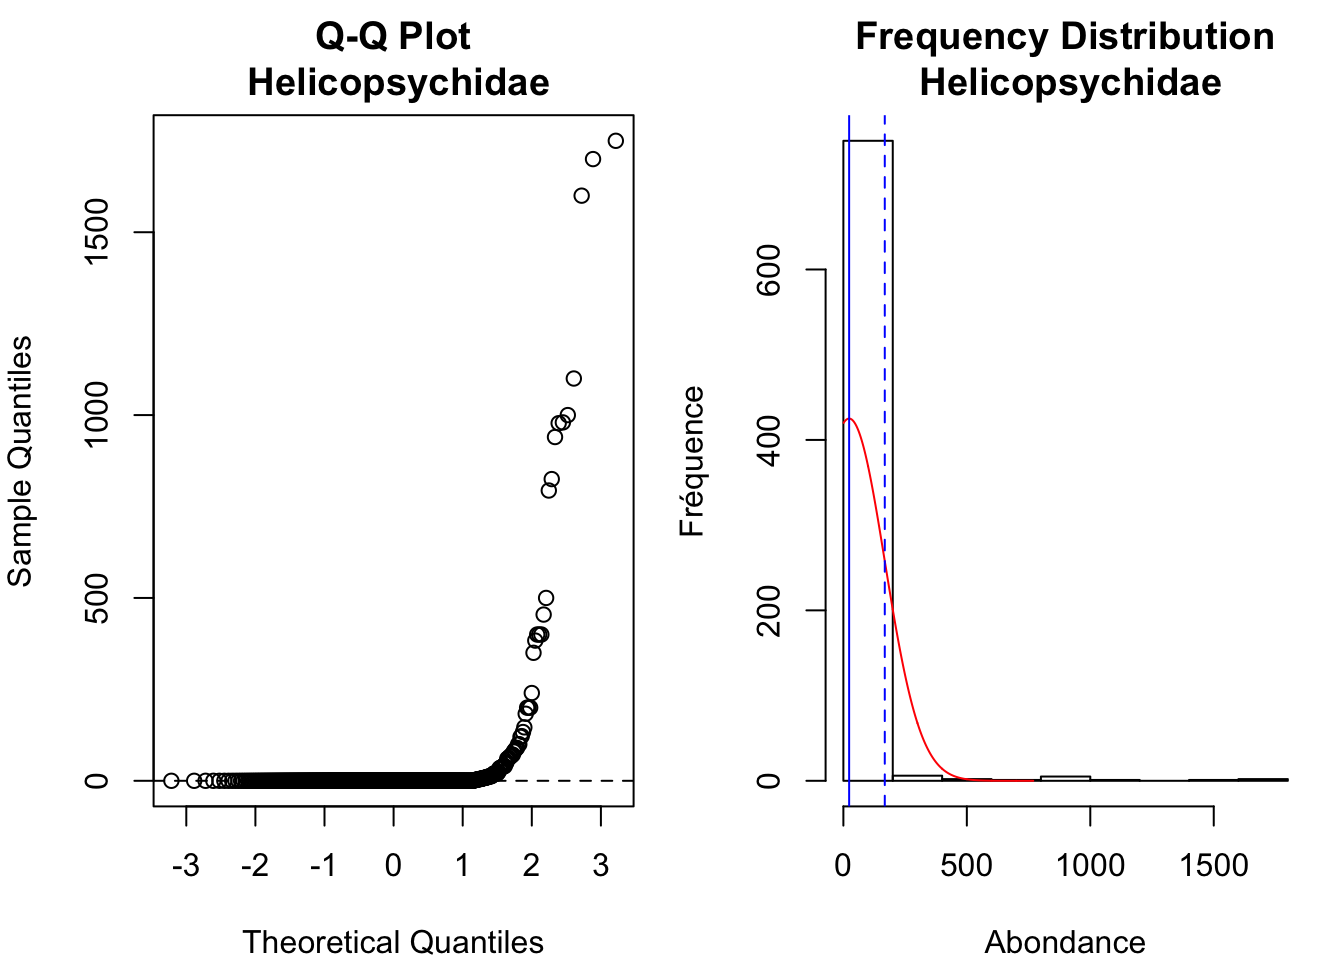 Q-Q Plot
Helicopsychidae
Sample Quantiles
1500
1000
500
0
-3 -2 -1 0 1 2 3
Theoretical Quantiles
Frequency Distribution
Helicopsychidae
Fréquence
600
400
200
0
0 500 1000 1500
Abondance